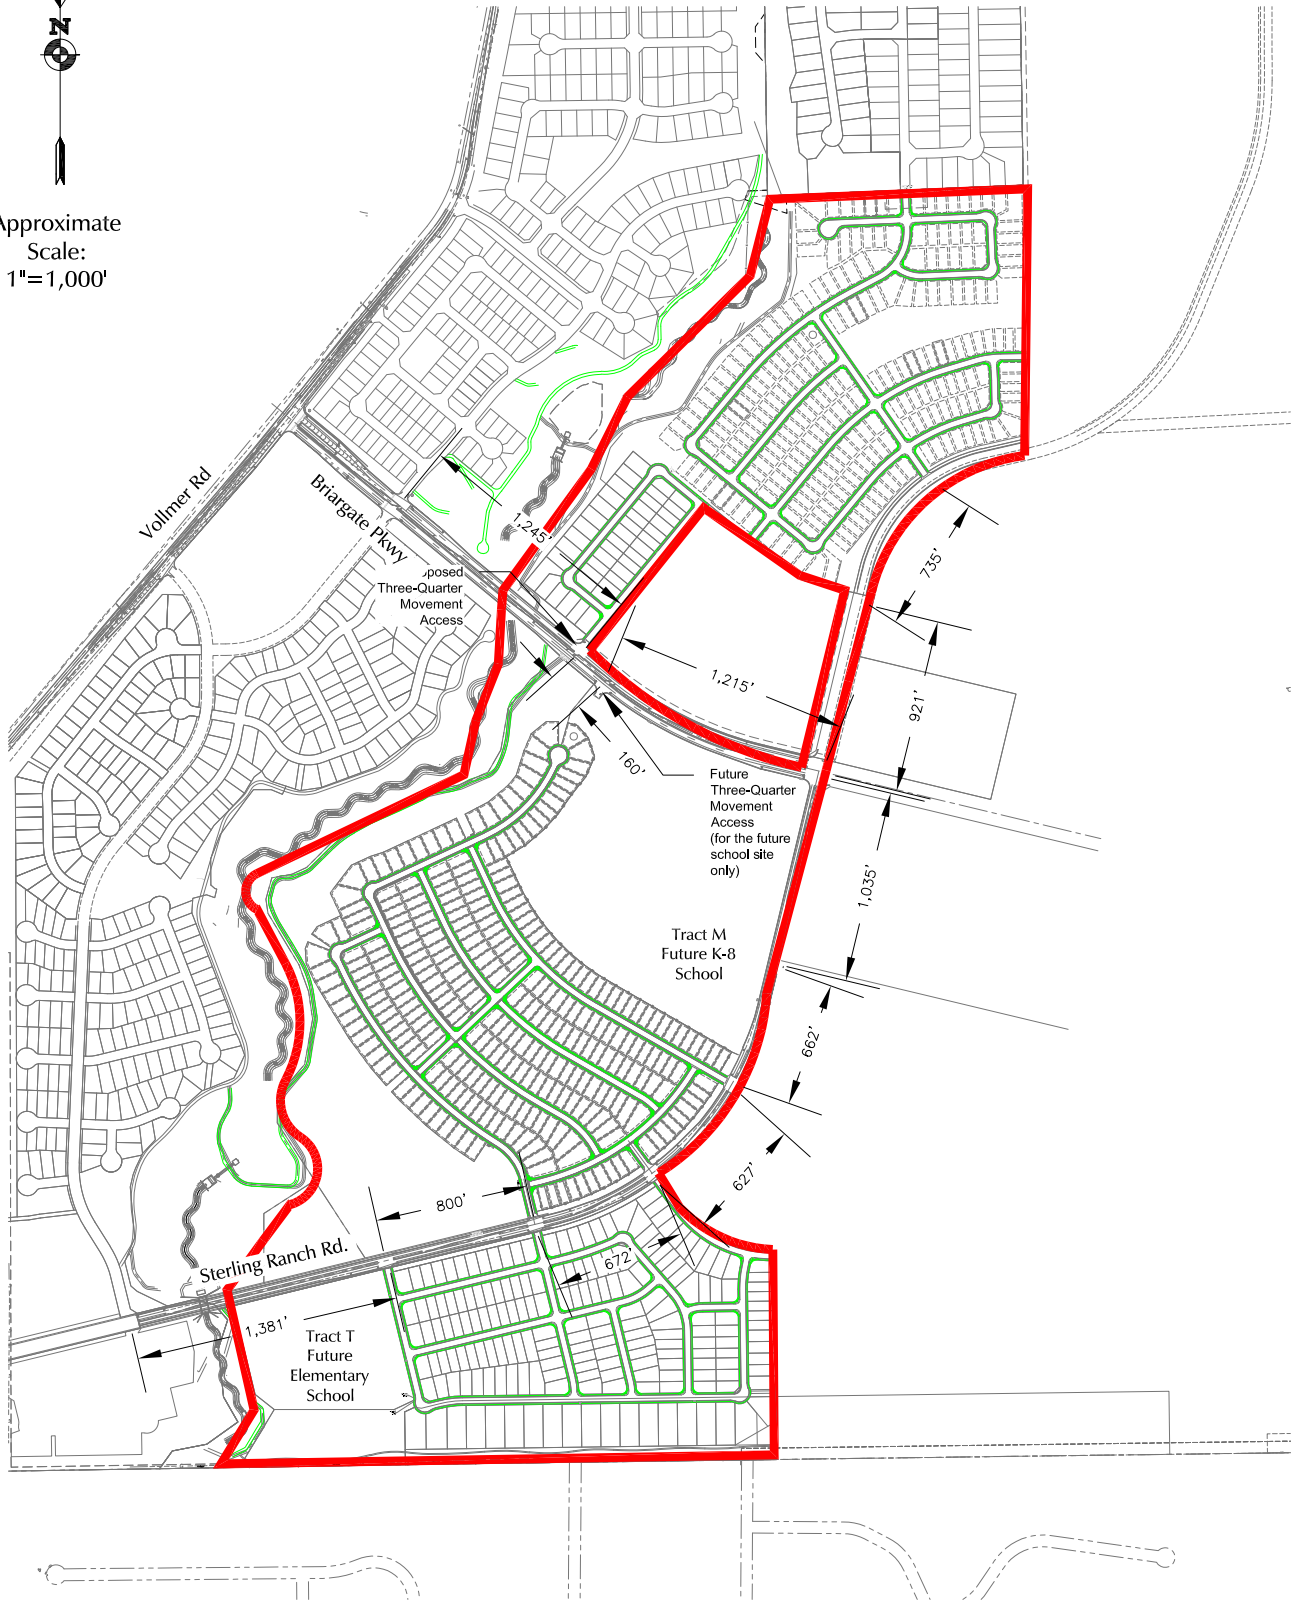 N
Approximate
Scale:
1"=1,000'
Vollmer Rd
Briargate Pkwy
1,245'
posed
Three-Quarter
Movement
Access
735'
1,215'
921'
160'
Future
Three-Quarter
Movement
Access
(for the future
school site
only)
1,035'
Tract M
Future K-8
School
662'
627'
800'
Sterling Ranch Rd.
672'
1,381'
Tract T
Future
Elementary
School